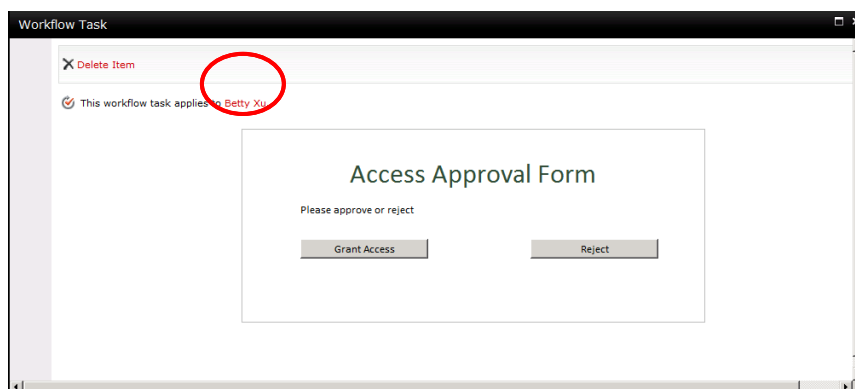 Workflow Task
Delete Item
This workflow task applies to Betty Xu
Access Approval Form
Please approve or reject
Grant Access Reject